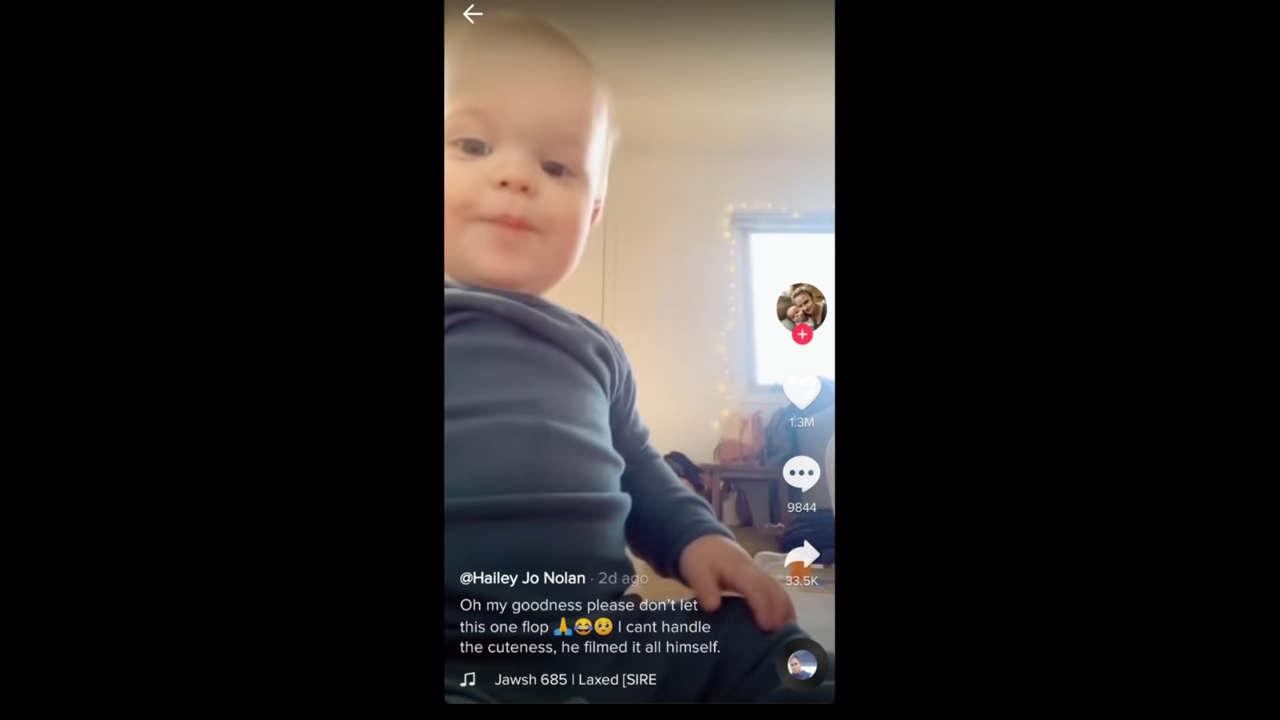 1.3M
9844
33.5K
@Hailey Jo Nolan · 2d ago
Oh my goodness please don't let
this one flop 🙏😂🥺 I cant handle
the cuteness, he filmed it all himself.
Jawsh 685 | Laxed [SIRE